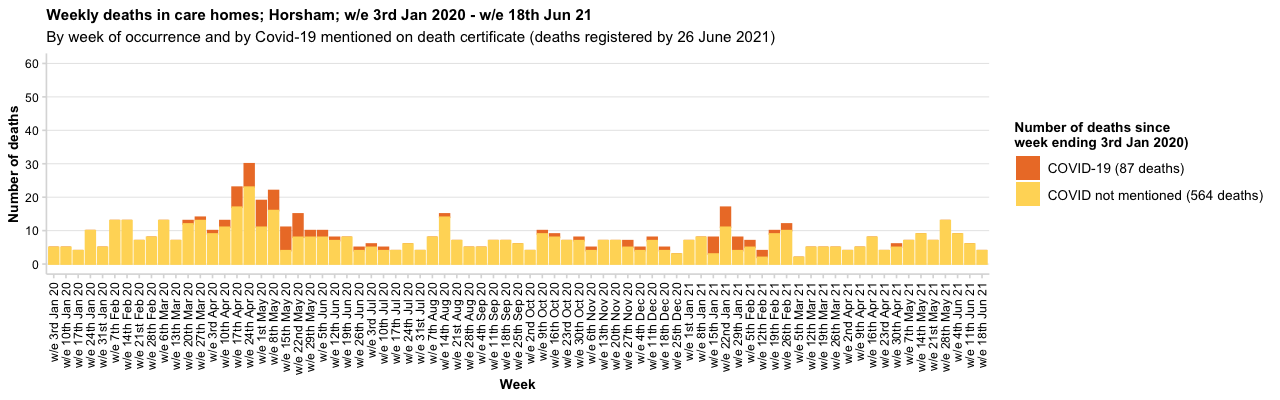 Weekly deaths in care homes; Horsham; w/e 3rd Jan 2020 - w/e 18th Jun 21
By week of occurrence and by Covid-19 mentioned on death certificate (deaths registered by 26 June 2021)
Number of deaths
60
50
40
30
20
10
0
w/e 3rd Jan 20
w/e 10th Jan 20
w/e 17th Jan 20
w/e 24th Jan 20
w/e 31st Jan 20
w/e 7th Feb 20
w/e 14th Feb 20
w/e 21st Feb 20
w/e 28th Feb 20
w/e 6th Mar 20
w/e 13th Mar 20
w/e 20th Mar 20
w/e 27th Mar 20
w/e 3rd Apr 20
w/e 10th Apr 20
w/e 17th Apr 20
w/e 24th Apr 20
w/e 1st May 20
w/e 8th May 20
w/e 15th May 20
w/e 22nd May 20
w/e 29th May 20
w/e 5th Jun 20
w/e 12th Jun 20
w/e 19th Jun 20
w/e 26th Jun 20
w/e 3rd Jul 20
w/e 10th Jul 20
w/e 17th Jul 20
w/e 24th Jul 20
w/e 31st Jul 20
w/e 7th Aug 20
w/e 14th Aug 20
w/e 21st Aug 20
w/e 28th Aug 20
w/e 4th Sep 20
w/e 11th Sep 20
w/e 18th Sep 20
w/e 25th Sep 20
w/e 2nd Oct 20
w/e 9th Oct 20
w/e 16th Oct 20
w/e 23rd Oct 20
w/e 30th Oct 20
w/e 6th Nov 20
w/e 13th Nov 20
w/e 20th Nov 20
w/e 27th Nov 20
w/e 4th Dec 20
w/e 11th Dec 20
w/e 18th Dec 20
w/e 25th Dec 20
w/e 1st Jan 21
w/e 8th Jan 21
w/e 15th Jan 21
w/e 22nd Jan 21
w/e 29th Jan 21
w/e 5th Feb 21
w/e 12th Feb 21
w/e 19th Feb 21
w/e 26th Feb 21
w/e 5th Mar 21
w/e 12th Mar 21
w/e 19th Mar 21
w/e 26th Mar 21
w/e 2nd Apr 21
w/e 9th Apr 21
w/e 16th Apr 21
w/e 23rd Apr 21
w/e 30th Apr 21
w/e 7th May 21
w/e 14th May 21
w/e 21st May 21
w/e 28th May 21
w/e 4th Jun 21
w/e 11th Jun 21
w/e 18th Jun 21
Week
Number of deaths since
week ending 3rd Jan 2020)
COVID-19 (87 deaths)
COVID not mentioned (564 deaths)